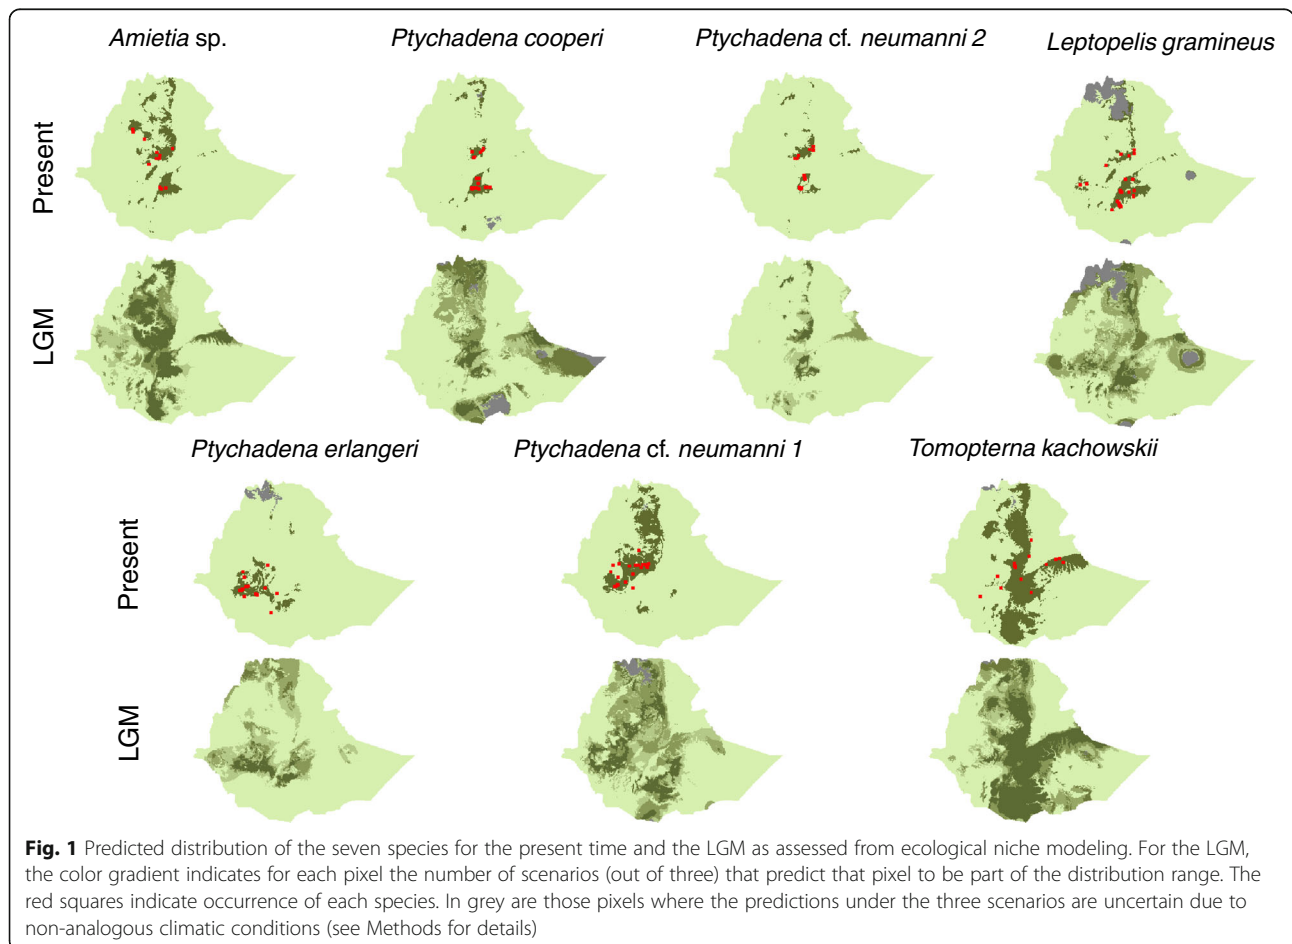 Amietia sp.
Ptychadena cooperi
Ptychadena cf. neumanni 2
Leptopelis gramineus
Present
LGM
Ptychadena erlangeri
Ptychadena cf. neumanni 1
Tomopterna kachowskii
Present
LGM
Fig. 1 Predicted distribution of the seven species for the present time and the LGM as assessed from ecological niche modeling. For the LGM,
the color gradient indicates for each pixel the number of scenarios (out of three) that predict that pixel to be part of the distribution range. The
red squares indicate occurrence of each species. In grey are those pixels where the predictions under the three scenarios are uncertain due to
non-analogous climatic conditions (see Methods for details)